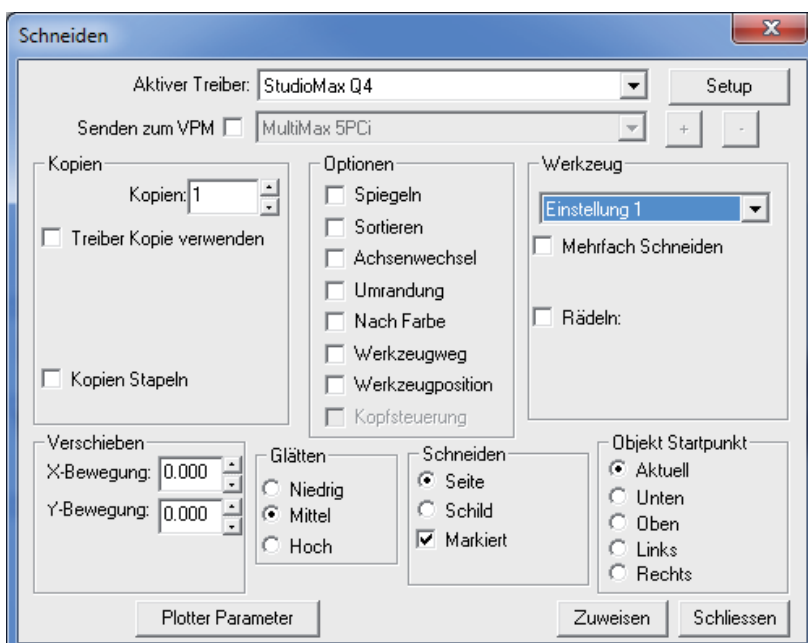 Schneiden
Aktiver Treiber: StudioMax Q4 Setup
Senden zum VPM MultiMax 5PCi + -
Kopien
Kopien: 1
Treiber Kopie verwenden
Kopien Stapeln
Optionen
Spiegeln
Sortieren
Achsenwechsel
Umrandung
Nach Farbe
Werkzeugweg
Werkzeugposition
Kopfsteuerung
Werkzeug
Einstellung 1
Mehrfach Schneiden
Rädeln:
Verschieben
X-Bewegung: 0.000
Y-Bewegung: 0.000
Glätten
Niedrig
Mittel
Hoch
Schneiden
Seite
Schild
Markiert
Objekt Startpunkt
Aktuell
Unten
Oben
Links
Rechts
Plotter Parameter Zuweisen Schliessen